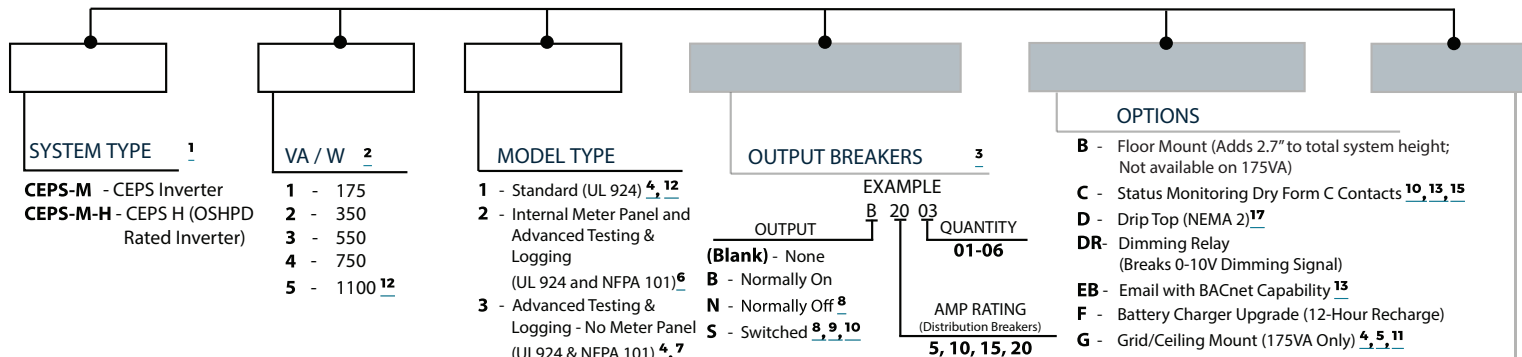 SYSTEM TYPE 1
CEPS-M - CEPS Inverter
CEPS-M-H - CEPS H (OSHPD
Rated Inverter)
VA / W 2
1 - 175
2 - 350
3 - 550
4 - 750
5 - 1100 12
MODEL TYPE
1 - Standard (UL 924) 4, 12
2 - Internal Meter Panel and
Advanced Testing &
Logging
(UL 924 and NFPA 101) 6
3 - Advanced Testing &
Logging - No Meter Panel
(UL924 & NFPA 101) 4, 7
OUTPUT BREAKERS 3
EXAMPLE
B 20 03
OUTPUT
(Blank) - None
B - Normally On
N - Normally Off 8
S - Switched 8, 9, 10
QUANTITY
01-06
AMP RATING
(Distribution Breakers)
5, 10, 15, 20
OPTIONS
B - Floor Mount (Adds 2.7” to total system height;
Not available on 175VA)
C - Status Monitoring Dry Form C Contacts 10, 13, 15
D - Drip Top (NEMA 2) 17
DR- Dimming Relay
(Breaks 0-10V Dimming Signal)
EB - Email with BACnet Capability 13
F - Battery Charger Upgrade (12-Hour Recharge)
G - Grid/Ceiling Mount (175VA Only) 4, 5, 11